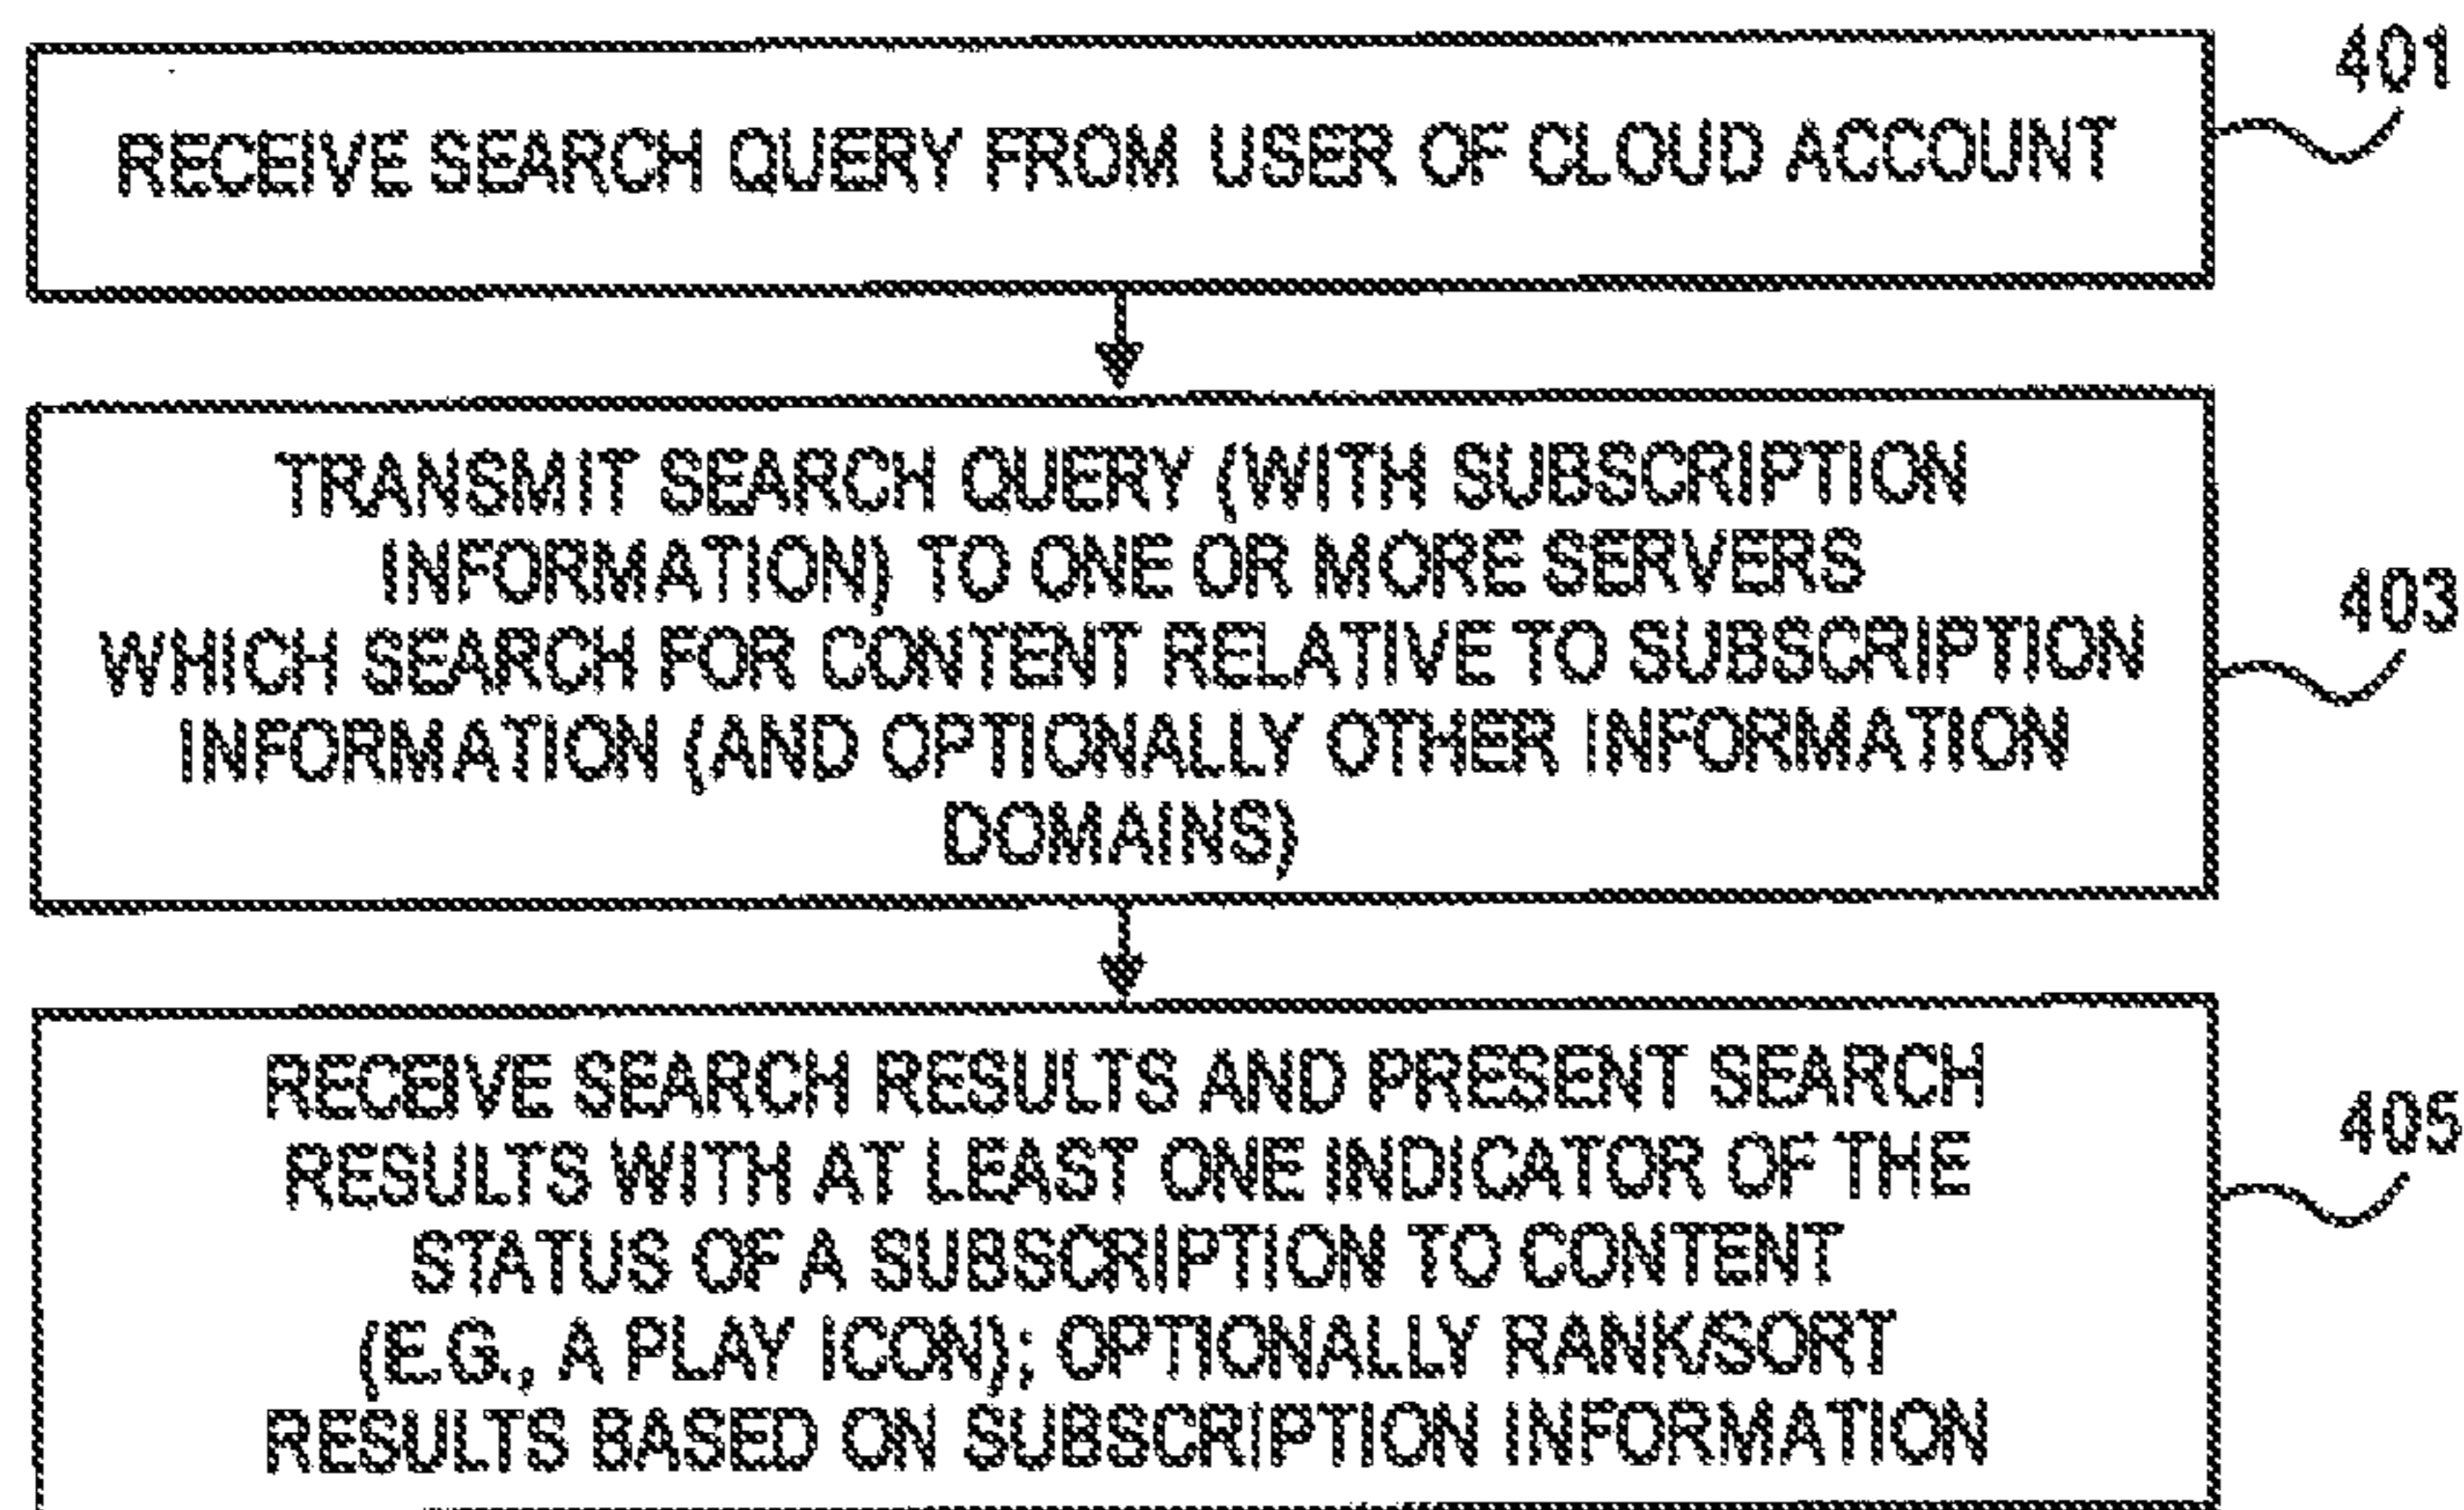 401
RECEIVE SEARCH QUERY FROM USER OF CLOUD ACCOUNT
TRANSMIT SEARCH QUERY (WITH SUBSCRIPTION
INFORMATION) TO ONE OR MORE SERVERS
WHICH SEARCH FOR CONTENT RELATIVE TO SUBSCRIPTION
INFORMATION (AND OPTIONALLY OTHER INFORMATION
DOMAINS)
403
RECEIVE SEARCH RESULTS AND PRESENT SEARCH
RESULTS WITH AT LEAST ONE INDICATOR OF THE
STATUS OF A SUBSCRIPTION TO CONTENT
(E.G., A PLAY ICON); OPTIONALLY RANK/SORT
RESULTS BASED ON SUBSCRIPTION INFORMATION
405